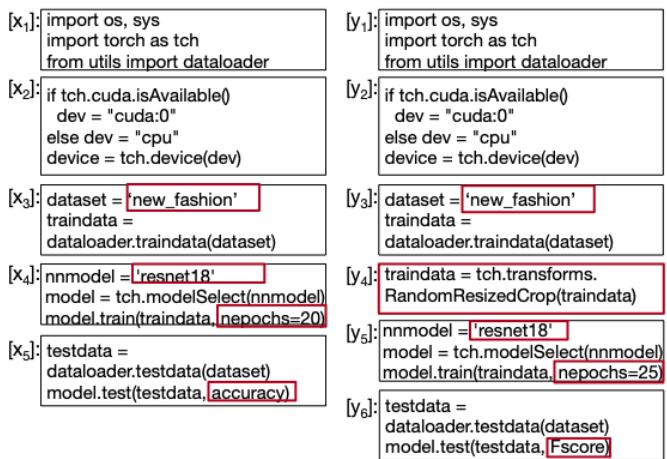 [x1]: import os, sys
import torch as tch
from utils import dataloader
[x2]: if tch.cuda.isAvailable()
dev = "cuda:0"
else dev = "cpu"
device = tch.device(dev)
[x3]: dataset = ‘new_fashion’
traindata =
dataloader.traindata(dataset)
[x4]: nnmodel = 'resnet18'
model = tch.modelSelect(nnmodel)
model.train(traindata, nepochs=20)
[x5]: testdata =
dataloader.testdata(dataset)
model.test(testdata, accuracy)
[y1]: import os, sys
import torch as tch
from utils import dataloader
[y2]: if tch.cuda.isAvailable()
dev = "cuda:0"
else dev = "cpu"
device = tch.device(dev)
[y3]: dataset = ‘new_fashion’
traindata =
dataloader.traindata(dataset)
[y4]: traindata = tch.transforms.
RandomResizedCrop(traindata)
[y5]: nnmodel = 'resnet18'
model = tch.modelSelect(nnmodel)
model.train(traindata, nepochs=25)
[y6]: testdata =
dataloader.testdata(dataset)
model.test(testdata, Fscore)